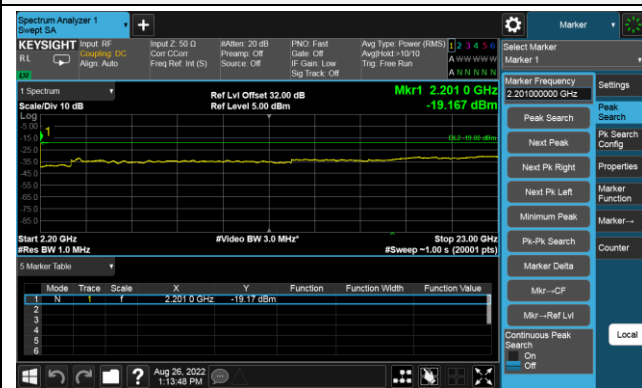 Spectrum Analyzer 1
Swept SA
+
Marker
KEYSIGHT
Input: RF
Input Z: 50 Ω
#Atten: 20 dB
PNO: Fast
Avg Type: Power (RMS)
1 2 3 4 5 6
RL
Coupling: DC
Corr CCorr
Preamp: Off
Gate: Off
Avg|Hold:>10/10
A WWWWW
Align: Auto
Freq Ref: Int (S)
Source: Off
IF Gain: Low
Trig: Free Run
Sig Track: Off
A N N N N N
LXI
Select Marker
Marker 1
1 Spectrum
Ref Lvl Offset 32.00 dB
Mkr1 2.201 0 GHz
Scale/Div 10 dB
Ref Level 5.00 dBm
-19.167 dBm
Log
-5.00
-15.0
-25.0
-35.0
-45.0
-55.0
-65.0
-75.0
-85.0
1
DL2 -19.00 dBm
Start 2.20 GHz
#Video BW 3.0 MHz*
Stop 23.00 GHz
#Res BW 1.0 MHz
#Sweep ~1.00 s (20001 pts)
5 Marker Table
Mode Trace Scale X Y Function Function Width Function Value
1 N 1 f 2.201 0 GHz -19.17 dBm
2
3
4
5
6
Marker Frequency
2.201000000 GHz
Peak Search
Next Peak
Next Pk Right
Next Pk Left
Minimum Peak
Pk-Pk Search
Marker Delta
Mkr→CF
Mkr→Ref Lvl
Continuous Peak
Search
On
Off
Settings
Peak
Search
Pk Search
Config
Properties
Marker
Function
Marker→
Counter
Local
?
Aug 26, 2022
1:13:48 PM